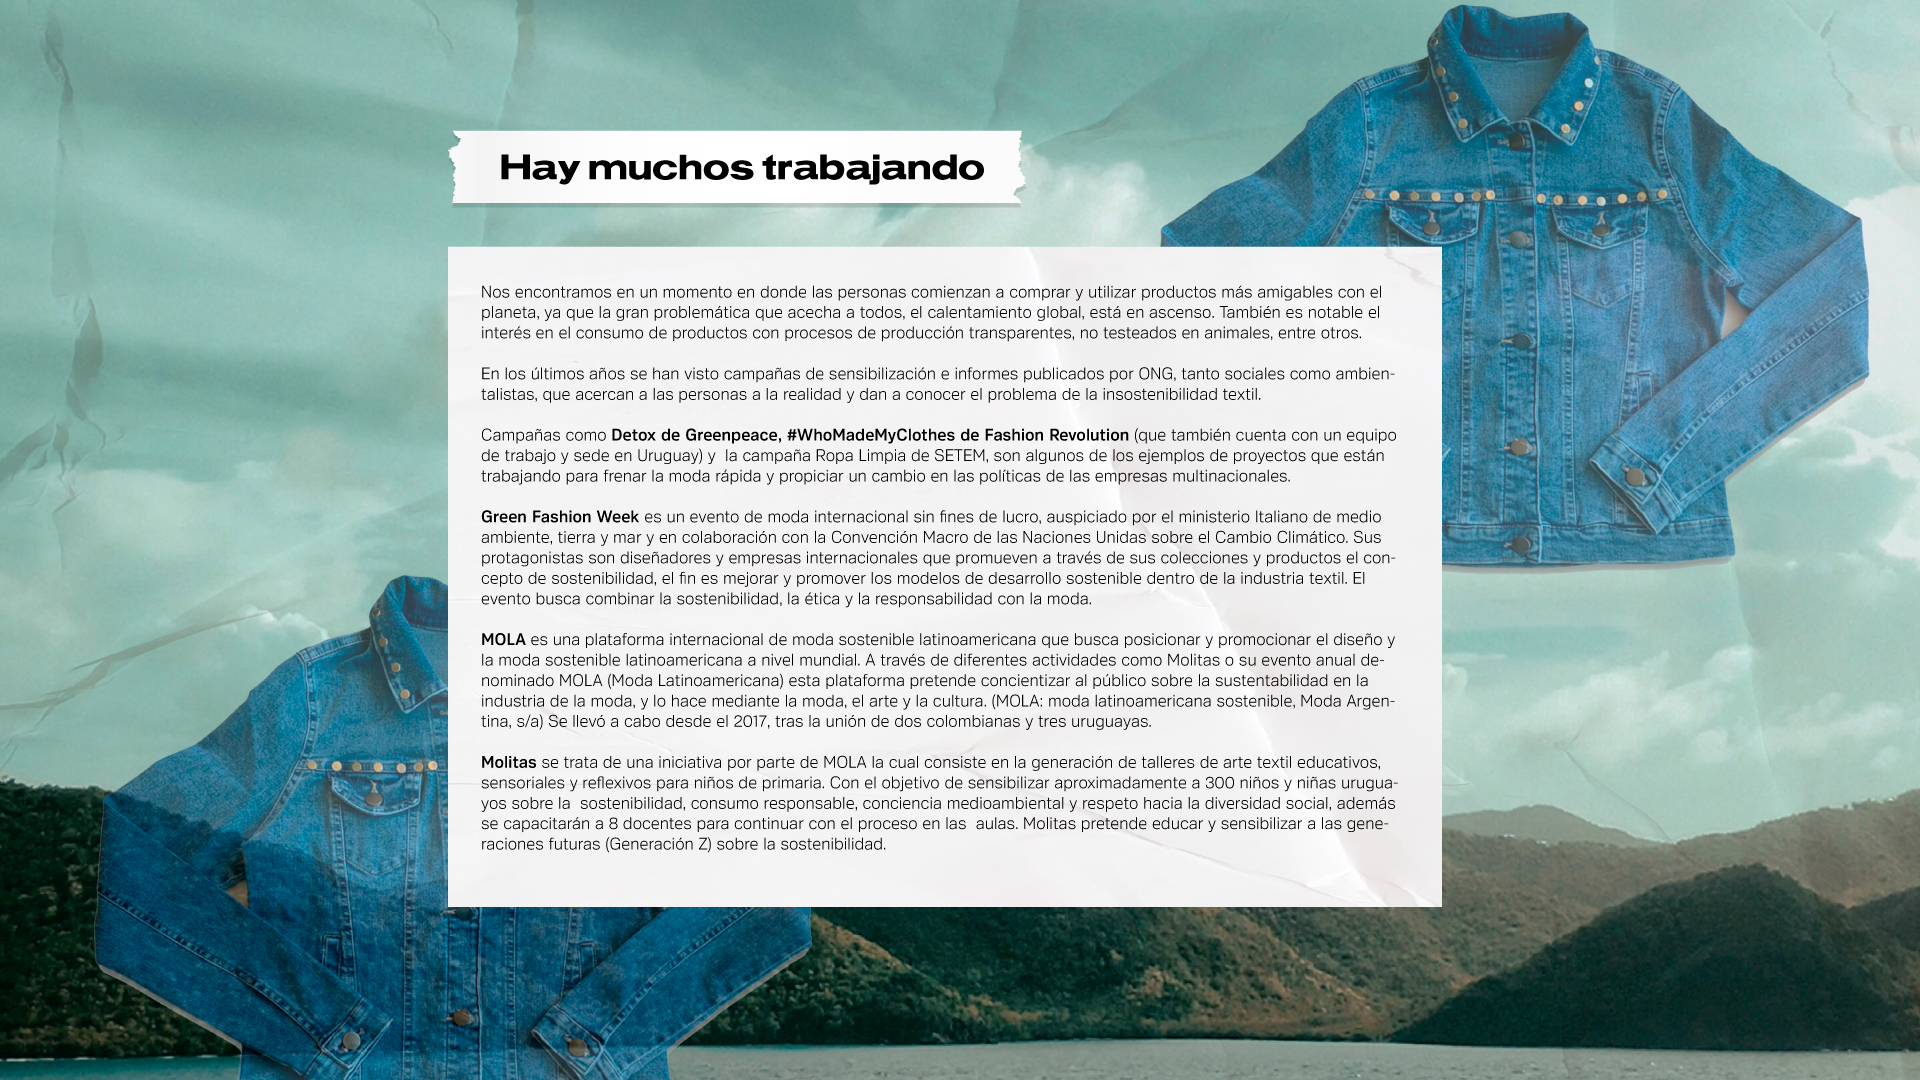 Hay muchos trabajando
Nos encontramos en un momento en donde las personas comienzan a comprar y utilizar productos más amigables con el
planeta, ya que la gran problemática que acecha a todos, el calentamiento global, está en ascenso. También es notable el
interés en el consumo de productos con procesos de producción transparentes, no testeados en animales, entre otros.
En los últimos años se han visto campañas de sensibilización e informes publicados por ONG, tanto sociales como ambien-
talistas, que acercan a las personas a la realidad y dan a conocer el problema de la insostenibilidad textil.
Campañas como Detox de Greenpeace, #WhoMadeMyClothes de Fashion Revolution (que también cuenta con un equipo
de trabajo y sede en Uruguay) y  la campaña Ropa Limpia de SETEM, son algunos de los ejemplos de proyectos que están
trabajando para frenar la moda rápida y propiciar un cambio en las políticas de las empresas multinacionales.
Green Fashion Week es un evento de moda internacional sin fines de lucro, auspiciado por el ministerio Italiano de medio
ambiente, tierra y mar y en colaboración con la Convención Macro de las Naciones Unidas sobre el Cambio Climático. Sus
protagonistas son diseñadores y empresas internacionales que promueven a través de sus colecciones y productos el con-
cepto de sostenibilidad, el fin es mejorar y promover los modelos de desarrollo sostenible dentro de la industria textil. El
evento busca combinar la sostenibilidad, la ética y la responsabilidad con la moda.
MOLA es una plataforma internacional de moda sostenible latinoamericana que busca posicionar y promocionar el diseño y
la moda sostenible latinoamericana a nivel mundial. A través de diferentes actividades como Molitas o su evento anual de-
nominado MOLA (Moda Latinoamericana) esta plataforma pretende concientizar al público sobre la sustentabilidad en la
industria de la moda, y lo hace mediante la moda, el arte y la cultura. (MOLA: moda latinoamericana sostenible, Moda Argen-
tina, s/a) Se llevó a cabo desde el 2017, tras la unión de dos colombianas y tres uruguayas.
Molitas se trata de una iniciativa por parte de MOLA la cual consiste en la generación de talleres de arte textil educativos,
sensoriales y reflexivos para niños de primaria. Con el objetivo de sensibilizar aproximadamente a 300 niños y niñas urugua-
yos sobre la  sostenibilidad, consumo responsable, conciencia medioambiental y respeto hacia la diversidad social, además
se capacitarán a 8 docentes para continuar con el proceso en las  aulas. Molitas pretende educar y sensibilizar a las gene-
raciones futuras (Generación Z) sobre la sostenibilidad.